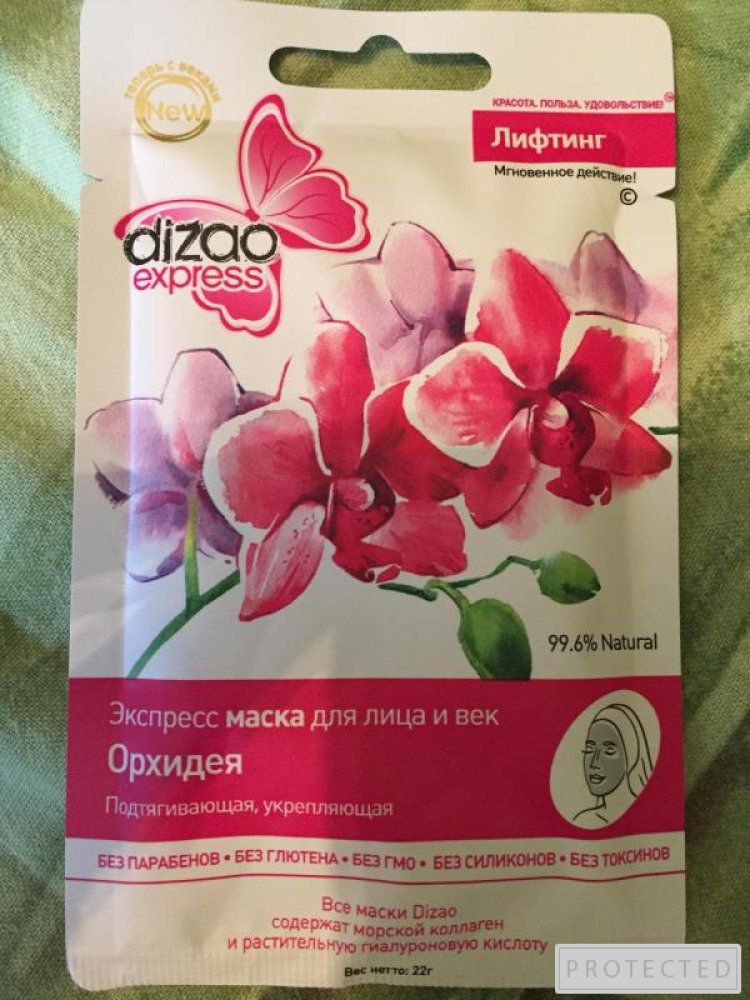 теперь с веками
New
КРАСОТА. ПОЛЬЗА. УДОВОЛЬСТВИЕ!
Лифтинг
Мгновенное действие!
©
dizao
express
99.6% Natural
Экспресс маска для лица и век
Орхидея
Подтягивающая, укрепляющая
БЕЗ ПАРАБЕНОВ • БЕЗ ГЛЮТЕНА • БЕЗ ГМО • БЕЗ СИЛИКОНОВ • БЕЗ ТОКСИНОВ
Все маски Dizao
содержат морской коллаген
и растительную гиалуроновую кислоту
Вес нетто: 22г
PROTECTED